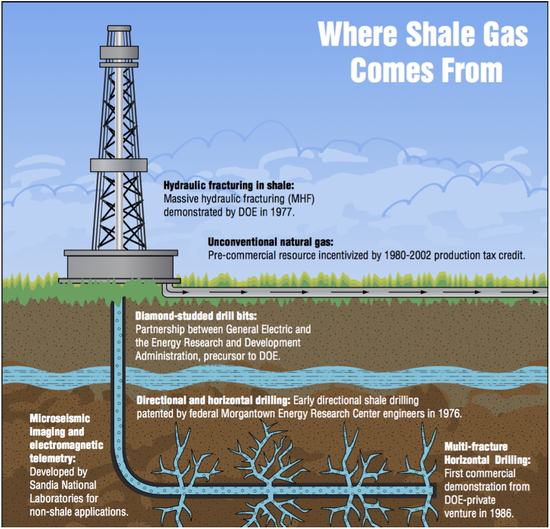 Where Shale Gas
Comes From
Hydraulic fracturing in shale:
Massive hydraulic fracturing (MHF)
demonstrated by DOE in 1977.
Unconventional natural gas:
Pre-commercial resource incentivized by 1980-2002 production tax credit.
Diamond-studded drill bits:
Partnership between General Electric and
the Energy Research and Development
Administration, precursor to DOE.
Directional and horizontal drilling: Early directional shale drilling
patented by federal Morgantown Energy Research Center engineers in 1976.
Microseismic
imaging and
electromagnetic
telemetry:
Developed by
Sandia National
Laboratories for
non-shale applications.
Multi-fracture
Horizontal Drilling:
First commercial
demonstration from
DOE-private
venture in 1986.